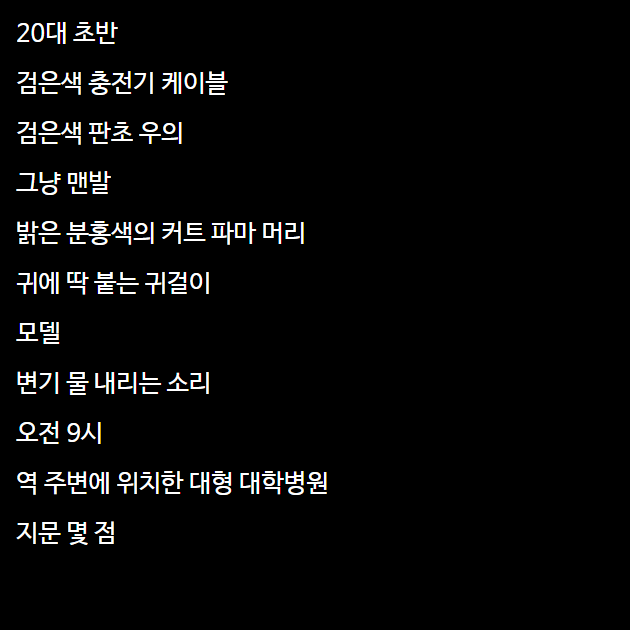 20대 초반
검은색 충전기 케이블
검은색 판초 우의
그냥 맨발
밝은 분홍색의 커트 파마 머리
귀에 딱 붙는 귀걸이
모델
변기 물 내리는 소리
오전 9시
역 주변에 위치한 대형 대학병원
지문 몇 점